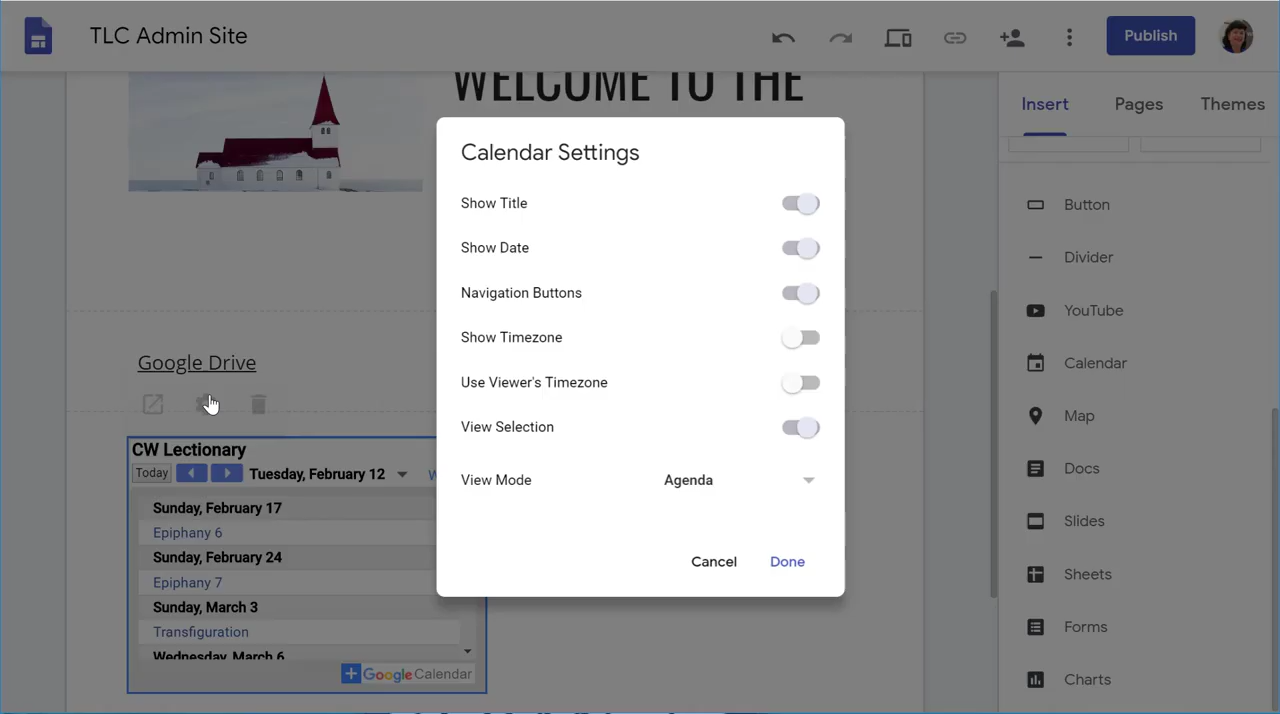 TLC Admin Site
Publish
WELCOME TO THE
Insert
Pages
Themes
Calendar Settings
Show Title
Show Date
Navigation Buttons
Show Timezone
Use Viewer's Timezone
View Selection
View Mode
Agenda
Cancel
Done
Google Drive
CW Lectionary
Today
Tuesday, February 12
W
Sunday, February 17
Epiphany 6
Sunday, February 24
Epiphany 7
Sunday, March 3
Transfiguration
Wednesday, March 6
Google Calendar
Button
Divider
YouTube
Calendar
Map
Docs
Slides
Sheets
Forms
Charts